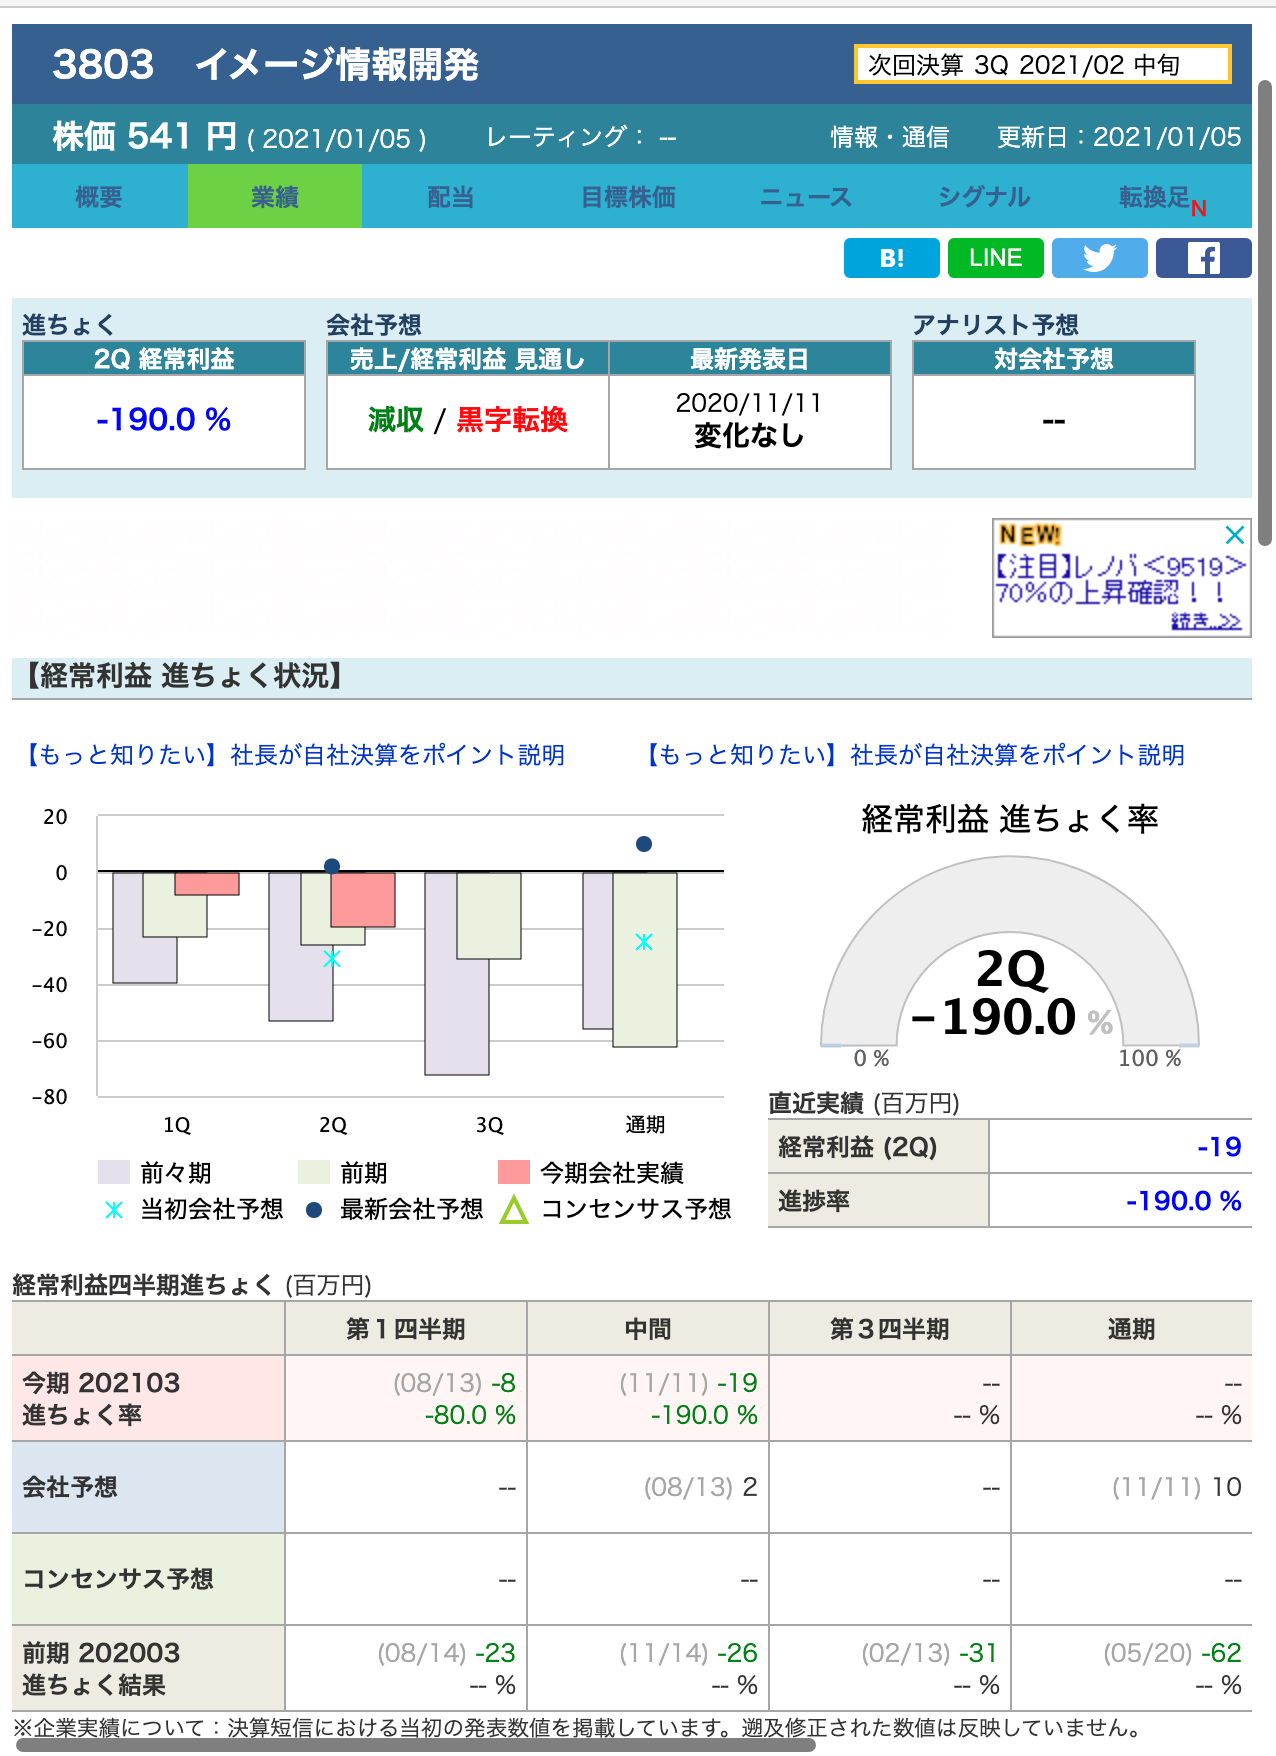 3803　イメージ情報開発
次回決算 3Q 2021/02 中旬
株価 541 円 ( 2021/01/05 )　レーティング： --　情報・通信　更新日：2021/01/05
概要　業績　配当　目標株価　ニュース　シグナル　転換足N
B!　LINE
進ちょく　会社予想　アナリスト予想
2Q 経常利益　売上/経常利益 見通し　最新発表日　対会社予想
-190.0 %　減収 / 黒字転換　2020/11/11　--
変化なし
NEW!
【注目】レノバ<9519>
70%の上昇確認！！
続き..>>
【経常利益 進ちょく状況】
【もっと知りたい】社長が自社決算をポイント説明　【もっと知りたい】社長が自社決算をポイント説明
20
0
-20
-40
-60
-80
1Q　2Q　3Q　通期
前々期　前期　今期会社実績
当初会社予想　最新会社予想　コンセンサス予想
経常利益 進ちょく率
2Q
-190.0 %
0 %　100 %
直近実績 (百万円)
経常利益 (2Q)　-19
進捗率　-190.0 %
経常利益四半期進ちょく (百万円)
第１四半期　中間　第３四半期　通期
今期 202103　(08/13) -8　(11/11) -19　--　--
進ちょく率　-80.0 %　-190.0 %　-- %　-- %
会社予想　--　(08/13) 2　--　(11/11) 10
コンセンサス予想　--　--　--　--
前期 202003　(08/14) -23　(11/14) -26　(02/13) -31　(05/20) -62
進ちょく結果　-- %　-- %　-- %　-- %
※企業実績について：決算短信における当初の発表数値を掲載しています。遡及修正された数値は反映していません。